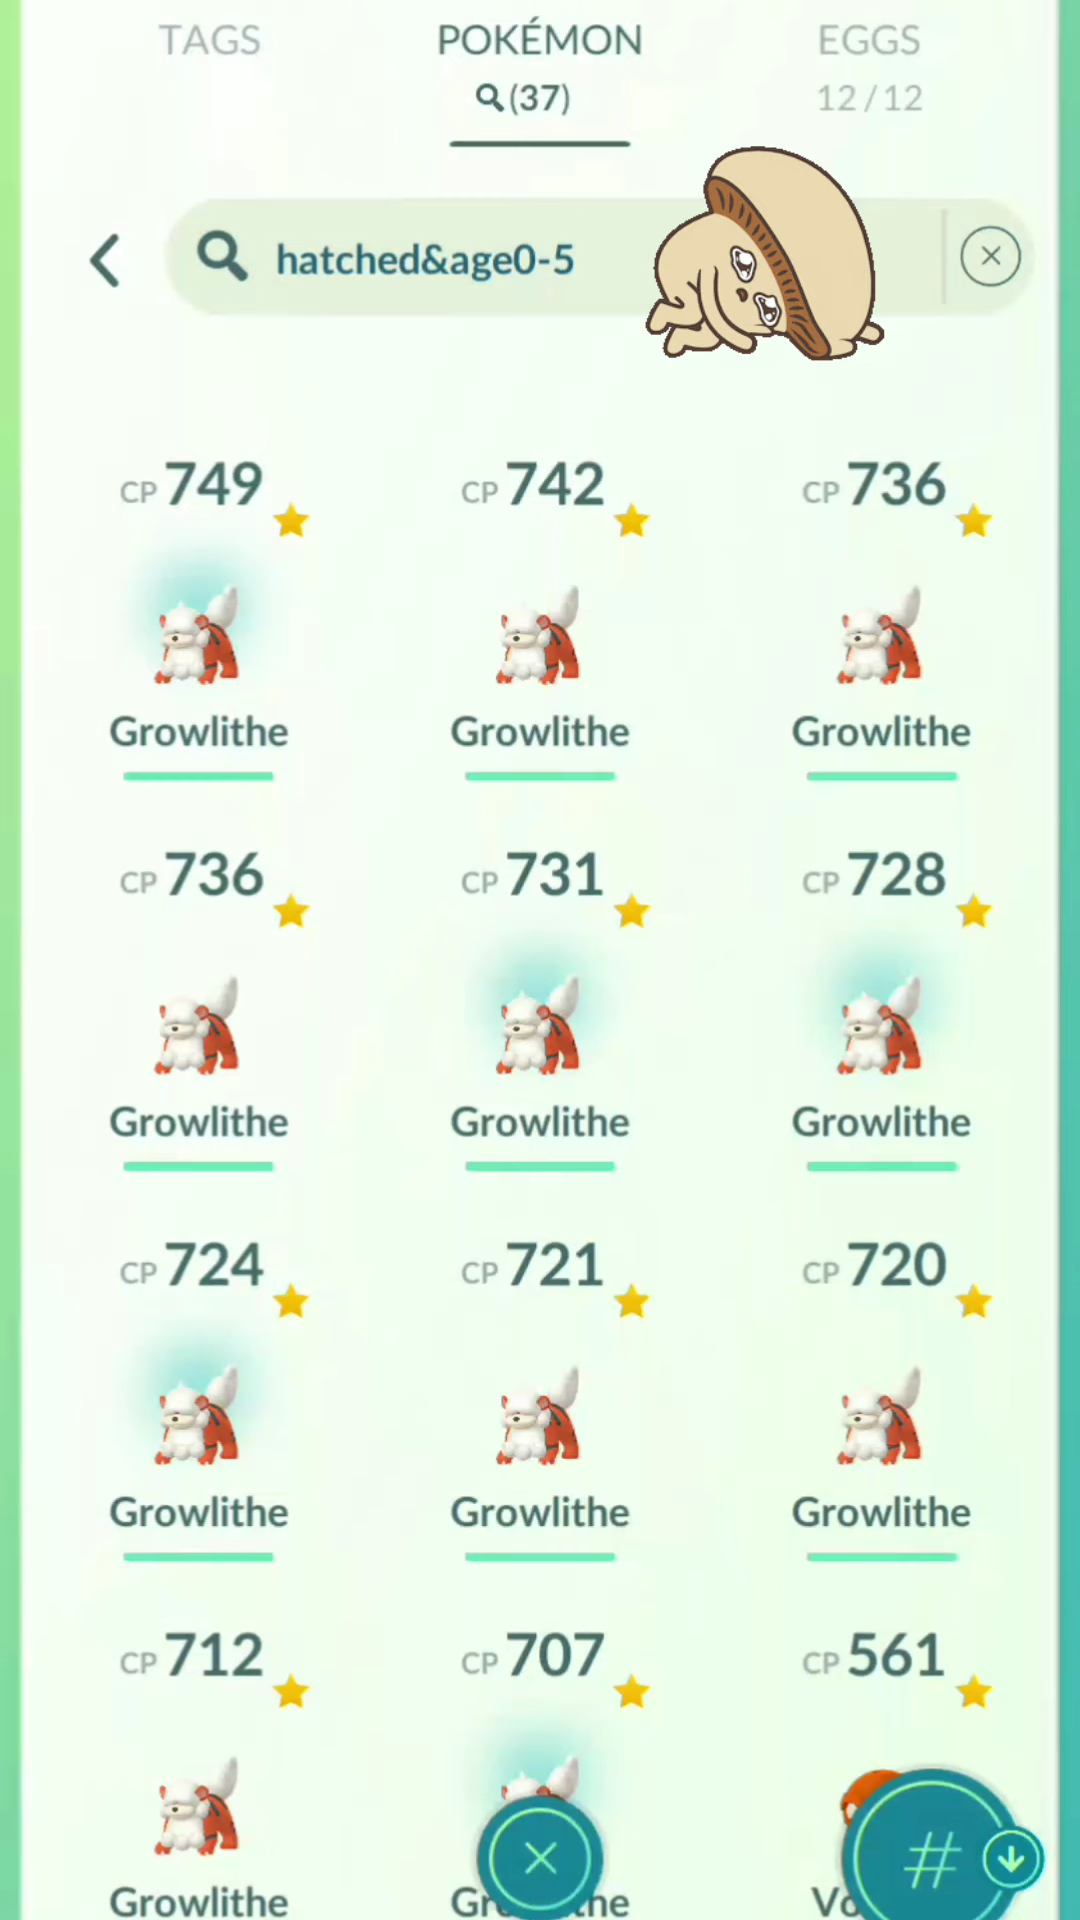 TAGS POKÉMON EGGS
(37) 12 / 12
hatched&age0-5
CP 749 CP 742 CP 736
Growlithe Growlithe Growlithe
CP 736 CP 731 CP 728
Growlithe Growlithe Growlithe
CP 724 CP 721 CP 720
Growlithe Growlithe Growlithe
CP 712 CP 707 CP 561
#
Growlithe